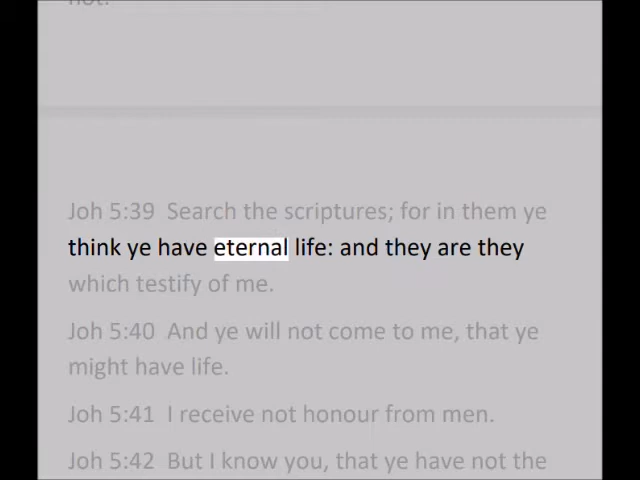 not.
Joh 5:39 Search the scriptures; for in them ye
think ye have eternal life: and they are they
which testify of me.
Joh 5:40 And ye will not come to me, that ye
might have life.
Joh 5:41 I receive not honour from men.
Joh 5:42 But I know you, that ye have not the